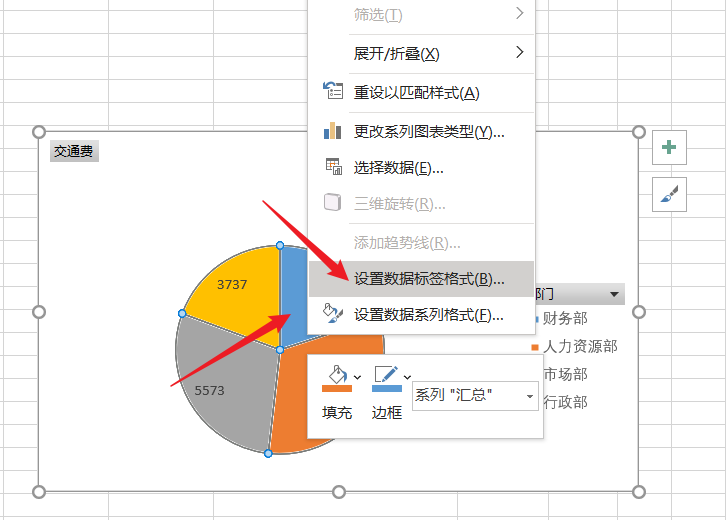 筛选(T)
展开/折叠(X)
重设以匹配样式(A)
更改系列图表类型(Y)...
交通费
选择数据(E)...
三维旋转(R)...
添加趋势线(R)...
设置数据标签格式(B)...
3737
部门
设置数据系列格式(F)...
财务部
人力资源部
市场部
5573
系列 "汇总"
行政部
填充
边框